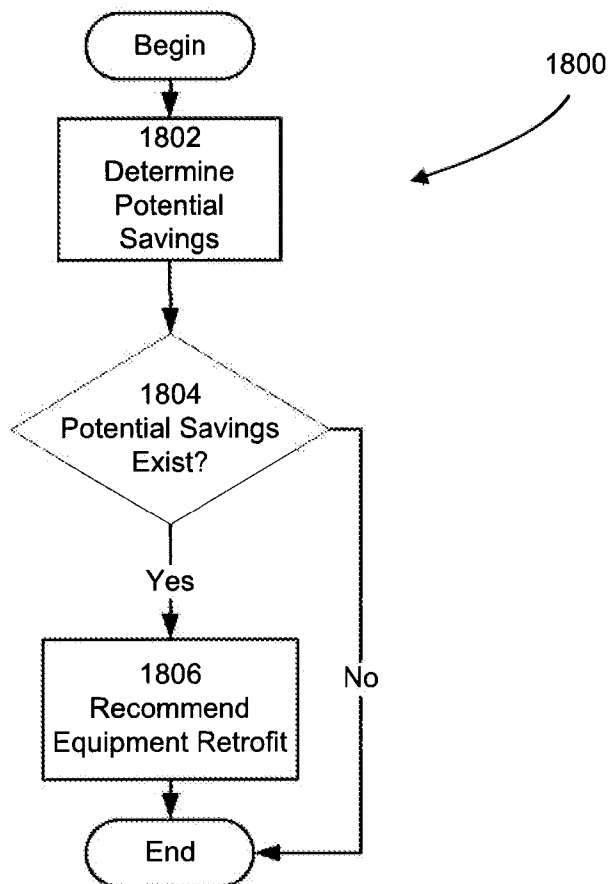 Begin
1800
1802
Determine
Potential
Savings
1804
Potential Savings
Exist?
Yes
No
1806
Recommend
Equipment Retrofit
End